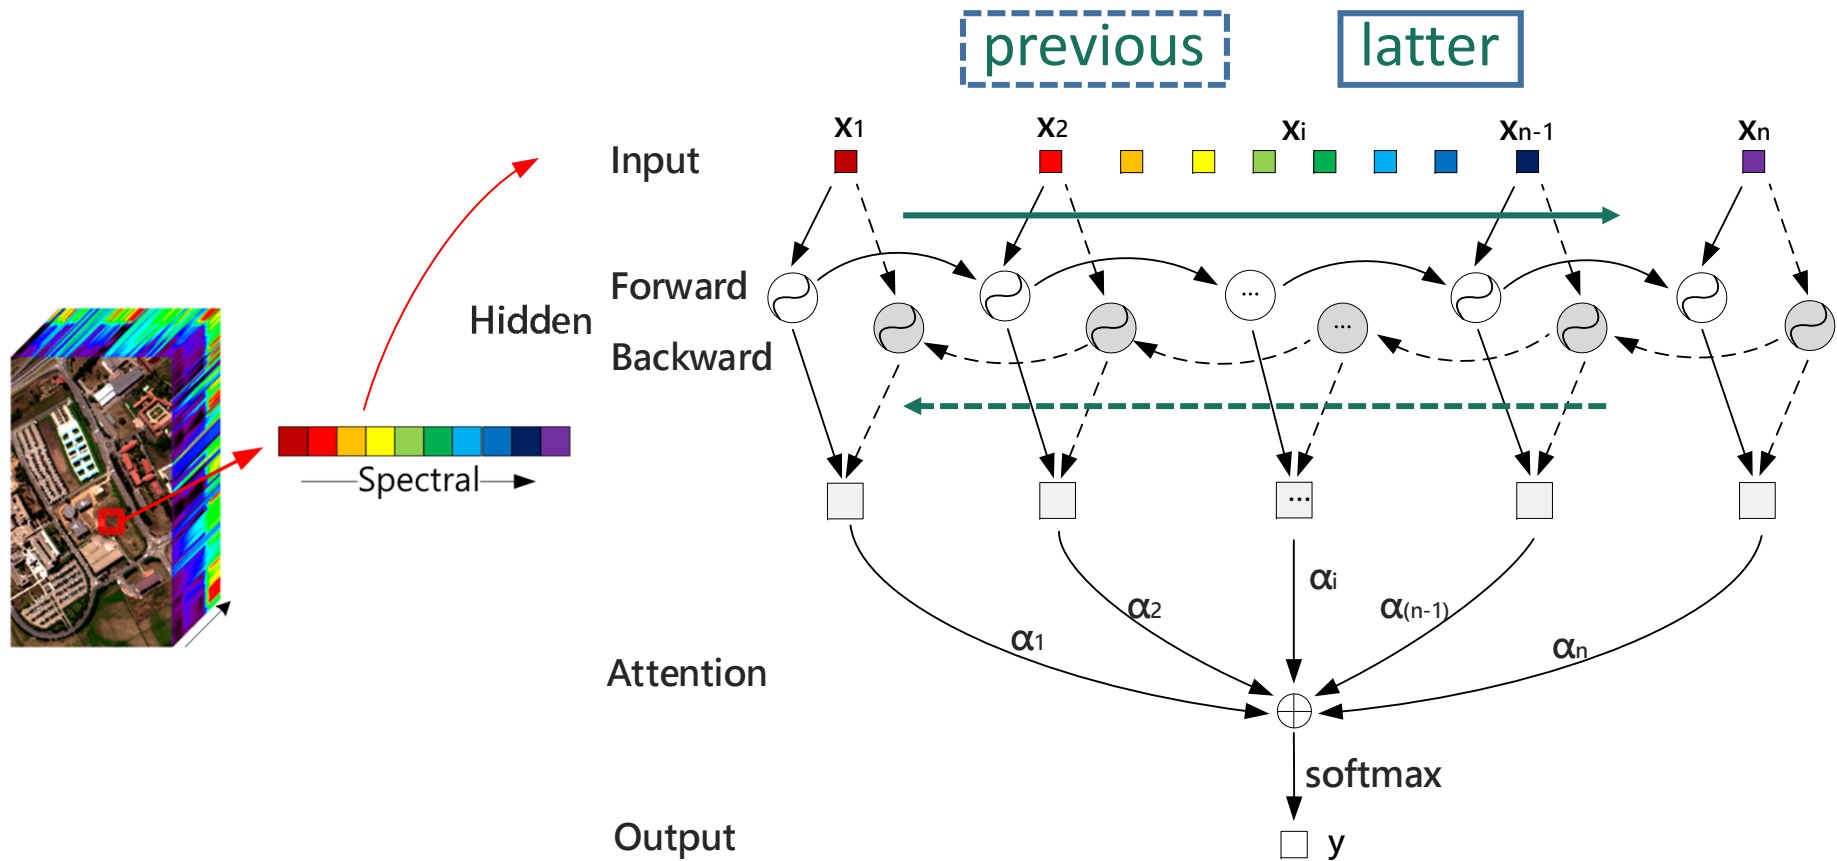 previous latter
x1 x2 xi xn-1 xn
Input
Forward ... 
Hidden
... 
Backward
Spectral
...
αi
α2 α(n-1)
α1 αn
Attention
softmax
Output y